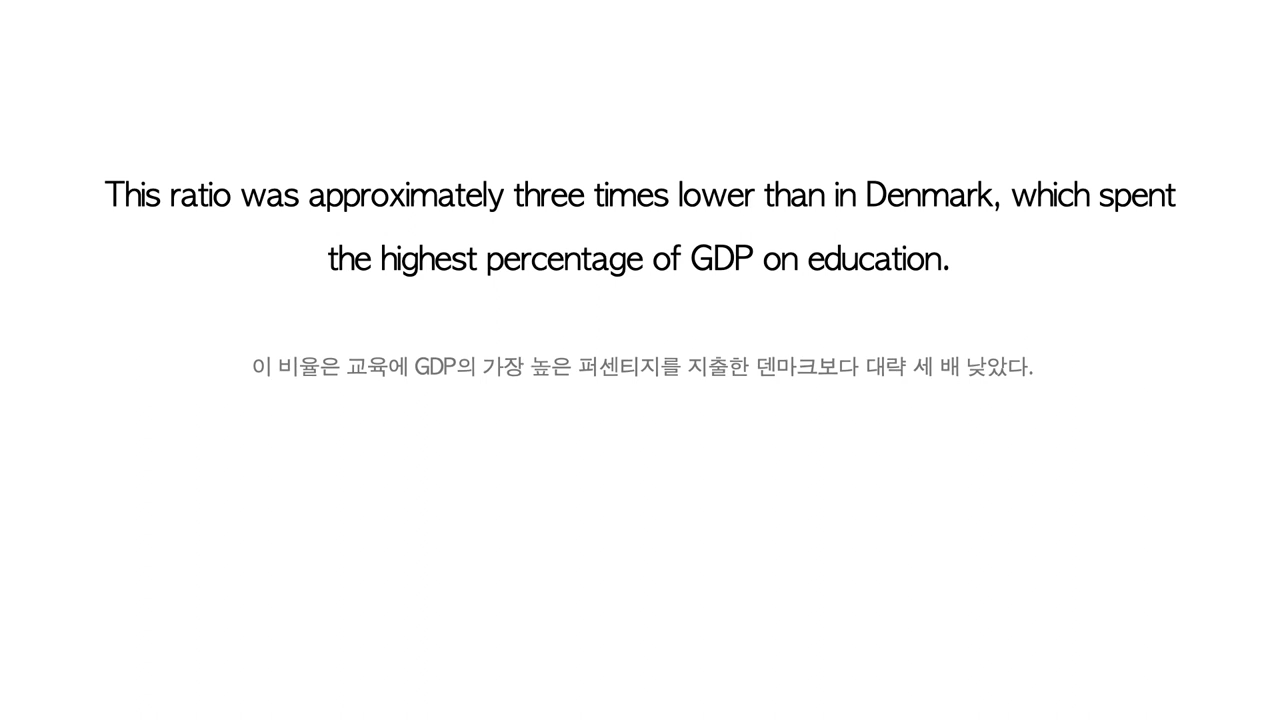 This ratio was approximately three times lower than in Denmark, which spent
the highest percentage of GDP on education.
이 비율은 교육에 GDP의 가장 높은 퍼센티지를 지출한 덴마크보다 대략 세 배 낮았다.